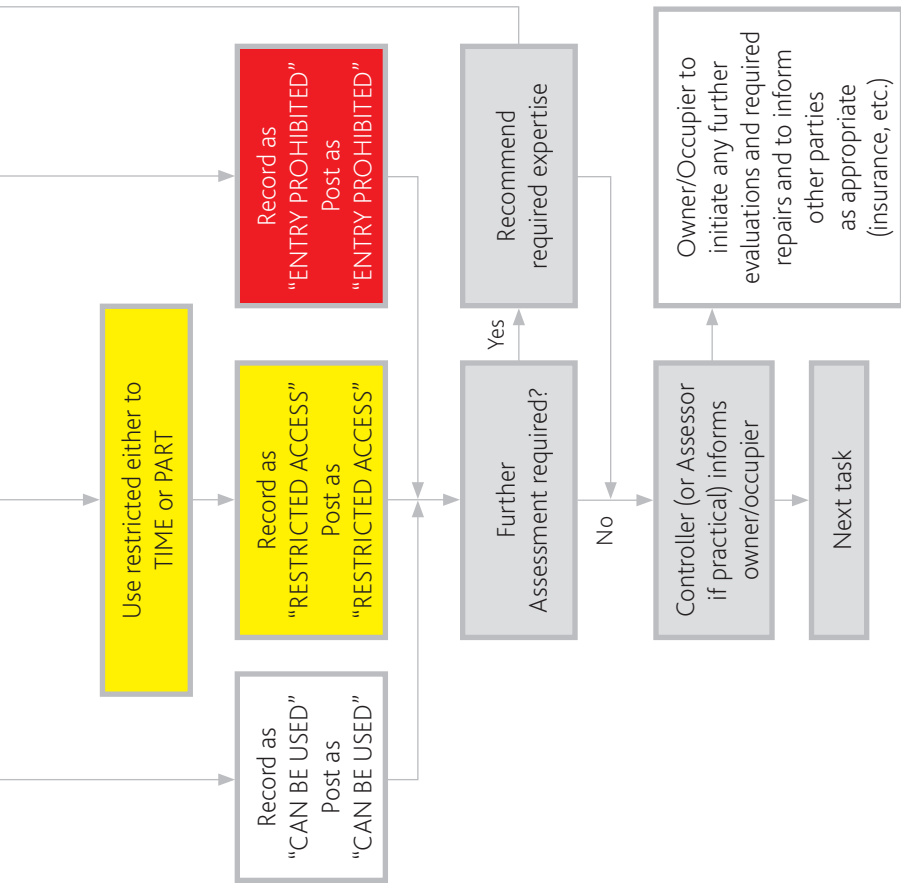 Use restricted either to
TIME or PART
Record as
“CAN BE USED”
Post as
“CAN BE USED”
Record as
“RESTRICTED ACCESS”
Post as
“RESTRICTED ACCESS”
Record as
“ENTRY PROHIBITED”
Post as
“ENTRY PROHIBITED”
Further
Assessment required?
Yes
Recommend
required expertise
No
Controller (or Assessor
if practical) informs
owner/occupier
Owner/Occupier to
initiate any further
evaluations and required
repairs and to inform
other parties
as appropriate
(insurance, etc.)
Next task